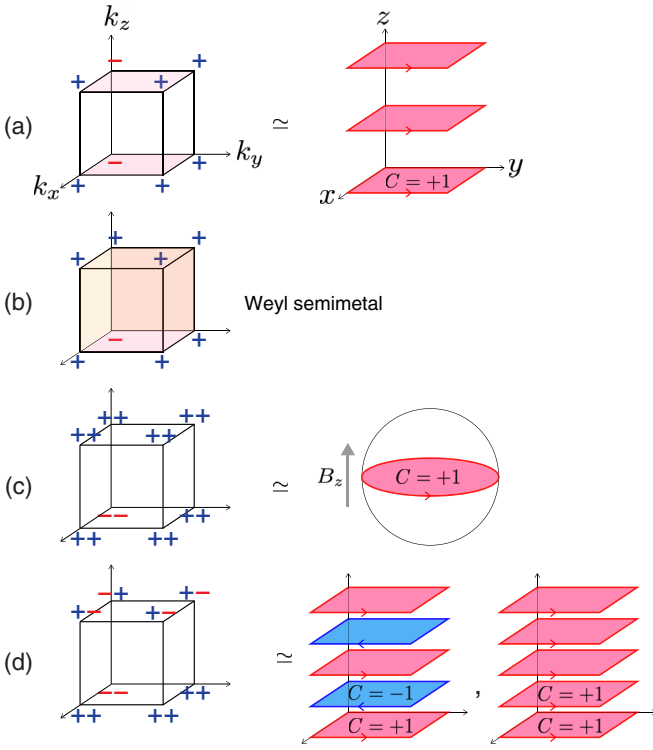 k_z
− +
+ +
(a)
− +
+ +
k_y
k_x
≃
z
y
x
C = +1
(b)
+ +
+ +
− +
+ +
Weyl semimetal
(c)
++ ++
++ ++
−−
++ ++
≃
B_z
C = +1
(d)
−+ +−
+− +−
−−
++ ++
≃
C = −1
C = +1
,
C = +1
C = +1